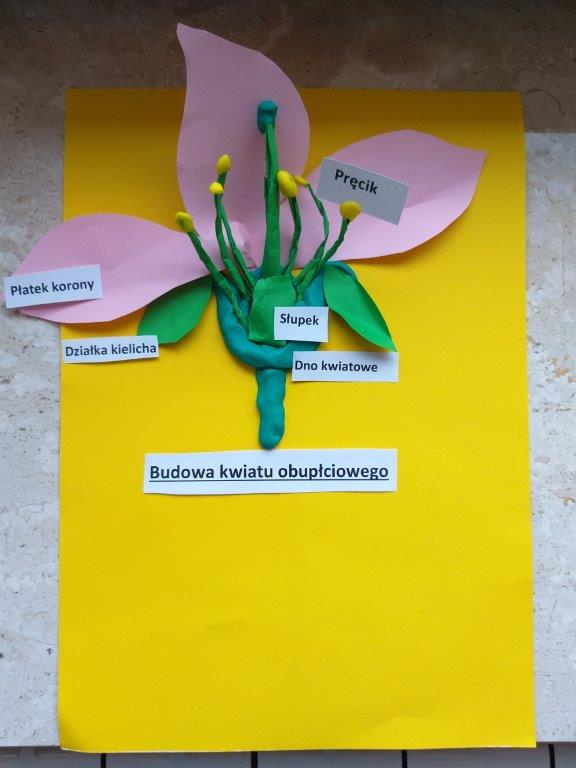 Pręcik
Płatek korony
Słupek
Działka kielicha
Dno kwiatowe
Budowa kwiatu obupłciowego